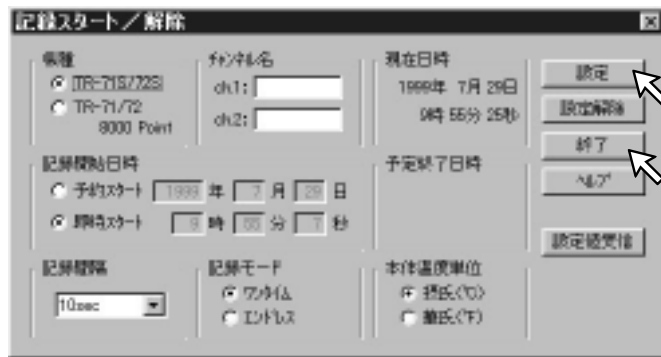 記録スタート／解除
機種
TR-71S/72S
TR-71/72
8000 Point
チャンネル名
ch.1:
ch.2:
現在日時
1999年 7月 29日
9時 55分 25秒
設定
設定解除
終了
ヘルプ
設定値受信
記録開始日時
予約スタート 1999 年 7 月 29 日
即時スタート 9 時 55 分 7 秒
予定終了日時
記録間隔
10sec
記録モード
ワンタイム
エンドレス
本体温度単位
摂氏(℃)
華氏(℉)